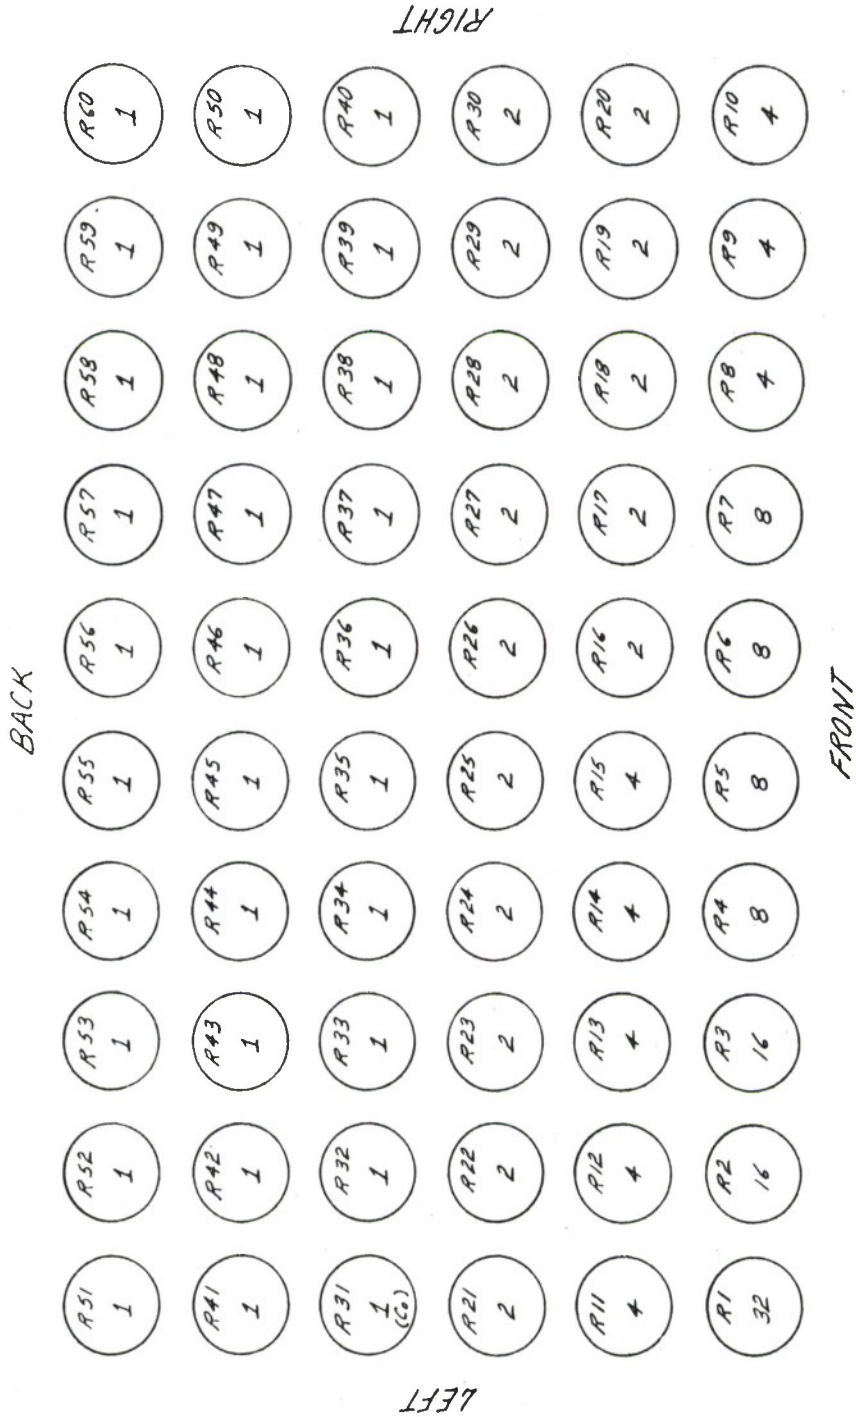 BACK
R51 R52 R53 R54 R55 R56 R57 R58 R59 R60
1 1 1 1 1 1 1 1 1 1
R41 R42 R43 R44 R45 R46 R47 R48 R49 R50
1 1 1 1 1 1 1 1 1 1
R31 R32 R33 R34 R35 R36 R37 R38 R39 R40
1 1 1 1 1 1 1 1 1 1
(Co)
LEFT
RIGHT
R21 R22 R23 R24 R25 R26 R27 R28 R29 R30
2 2 2 2 2 2 2 2 2 2
R11 R12 R13 R14 R15 R16 R17 R18 R19 R20
4 4 4 4 4 2 2 2 2 2
R1 R2 R3 R4 R5 R6 R7 R8 R9 R10
32 16 16 8 8 8 8 4 4 4
FRONT